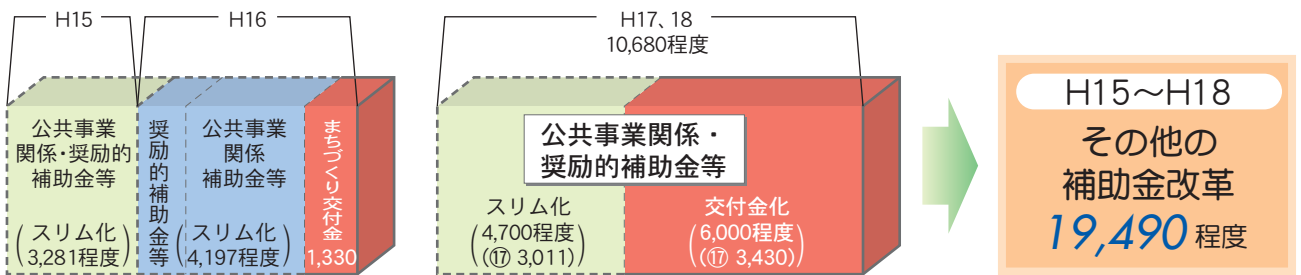 H15
H16
公共事業
関係・奨励的
補助金等
スリム化
(3,281程度)
奨励的補助金等
公共事業
関係
補助金等
スリム化
(4,197程度)
まちづくり交付金
1,330
H17、18
10,680程度
公共事業関係・
奨励的補助金等
スリム化
4,700程度
(⑰ 3,011)
交付金化
6,000程度
(⑰ 3,430)
H15〜H18
その他の
補助金改革
19,490 程度